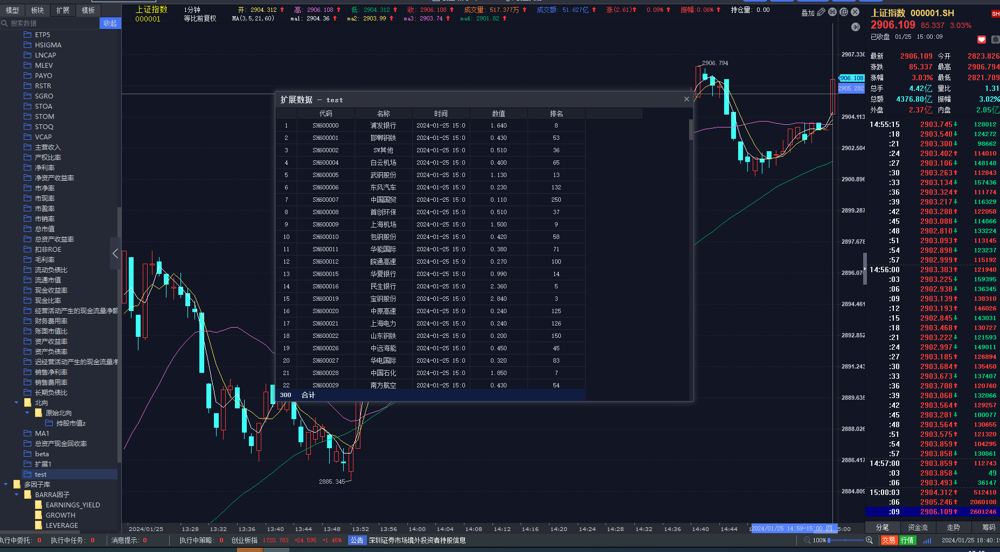 模型 板块 扩展 模板
搜索数据 收起
ETP5
HSIGMA
LNCAP
MLEV
PAYO
RSTR
SGRO
STOA
STOM
STOQ
VCAP
主营收入
产权比率
净利率
净资产收益率
市净率
市现率
市盈率
市销率
总市值
总资产收益率
扣非ROE
毛利率
流动负债比
流通市值
现金收益率
现金比率
经营活动产生的现金流量净额
财务费用率
账面市值比
资产收益率
资产负债率
迟经营活动产生的现金流量净
销售净利率
销售费用率
长期负债比
北向
原始北向
持股市值z
MA1
总资产现金回收率
beta
扩展1
test
多因子库
BARRA因子
EARNINGS_YIELD
GROWTH
LEVERAGE
上证指数 1分钟 开: 2904.312 高: 2906.108 低: 2904.312 收: 2906.108 成交量: 517.377万 成交额: 51.627亿 涨(2.61) 0.09% 振幅:0.06% 持仓量: 0.00
000001 等比前复权 MA(3,5,21,60) ma1: 2904.36 ma2: 2903.99 ma3: 2903.74 ma4: 2901.82
叠加
2906.794
2885.345
扩展数据 - test
代码 名称 时间 数值 排名
1 SH600000 浦发银行 2024-01-25 15:0 1.640 8
2 SH600001 邯郸钢铁 2024-01-25 15:0 0.430 53
3 SH600002 SW其他 2024-01-25 15:0 0.510 36
4 SH600004 白云机场 2024-01-25 15:0 0.400 65
5 SH600005 武钢股份 2024-01-25 15:0 1.130 13
6 SH600006 东风汽车 2024-01-25 15:0 0.230 132
7 SH600007 中国国贸 2024-01-25 15:0 0.110 250
8 SH600008 首创环保 2024-01-25 15:0 0.510 37
9 SH600009 上海机场 2024-01-25 15:0 1.500 9
10 SH600010 包钢股份 2024-01-25 15:0 0.420 58
11 SH600011 华能国际 2024-01-25 15:0 0.380 71
12 SH600012 皖通高速 2024-01-25 15:0 0.270 100
13 SH600015 华夏银行 2024-01-25 15:0 0.990 14
14 SH600016 民生银行 2024-01-25 15:0 2.360 5
15 SH600019 宝钢股份 2024-01-25 15:0 2.840 3
16 SH600020 中原高速 2024-01-25 15:0 0.240 125
17 SH600021 上海电力 2024-01-25 15:0 0.240 126
18 SH600022 山东钢铁 2024-01-25 15:0 0.200 150
19 SH600026 中远海能 2024-01-25 15:0 0.450 45
20 SH600027 华电国际 2024-01-25 15:0 0.320 83
21 SH600028 中国石化 2024-01-25 15:0 1.850 7
22 SH600029 南方航空 2024-01-25 15:0 0.430 54
300 合计
2907.330
2906.108
2905.282
2904.113
2902.504
2900.896
2899.287
2897.678
2896.070
2894.461
2892.852
2891.243
2889.635
2888.026
2886.417
2884.809
2024/01/25 13:28 13:32 13:36 13:40 13:44 13:48 13:52 13:56 14:00 14:04 14:08 14:12 14:16 14:20 14:24 14:28 14:32 14:36 14:40 14:44 2024/01/25 14:59-15:00 四 5:00
上证指数 000001.SH SH
2906.109 85.337 3.03%
已收盘 01/25 15:00:09
最新 2906.109 今开 2823.826
涨跌 85.337 最高 2906.794
涨幅 3.03% 最低 2821.709
总手 4.42亿 量比 1.31
总额 4376.80亿 振幅 3.02%
外盘 2.37亿 内盘 2.05亿
14:55:15 2903.745 128012
:18 2903.540 124272
:21 2903.300 98662
:24 2903.402 114010
:27 2903.106 148148
:30 2903.263 112843
:33 2903.134 157436
:36 2903.324 111774
:39 2903.217 116329
:42 2903.288 122058
:45 2903.088 114866
:48 2902.810 133224
:51 2903.093 113145
:54 2902.898 123237
:57 2902.999 115192
14:56:00 2903.303 121940
:03 2903.225 159395
:06 2902.938 136345
:09 2903.139 138310
:12 2903.193 146026
:15 2902.845 143031
:18 2903.468 130727
:21 2903.222 121593
:24 2902.997 149011
:27 2903.185 126894
:30 2903.684 135450
:33 2903.673 137407
:36 2903.708 120760
:39 2903.068 132066
:42 2903.564 129257
:45 2903.281 100077
:48 2903.564 130655
:51 2903.575 121320
:54 2903.859 104295
:57 2903.858 130861
14:57:00 2903.859 112743
:03 2903.858 49
:06 2903.493 36147
15:00:03 2904.312 512418
:06 2905.246 2060108
:09 2906.109 2601246
分笔 资金流 走势 筹码
执行中委托: 0 执行中任务: 0 消息提示: 0 执行中策略: 0 创业板指 1720.783 +24.595 +1.45% 公告 深圳证券市场境外投资者持股信息 100% 交易 行情 2024/01/25 18:40:19